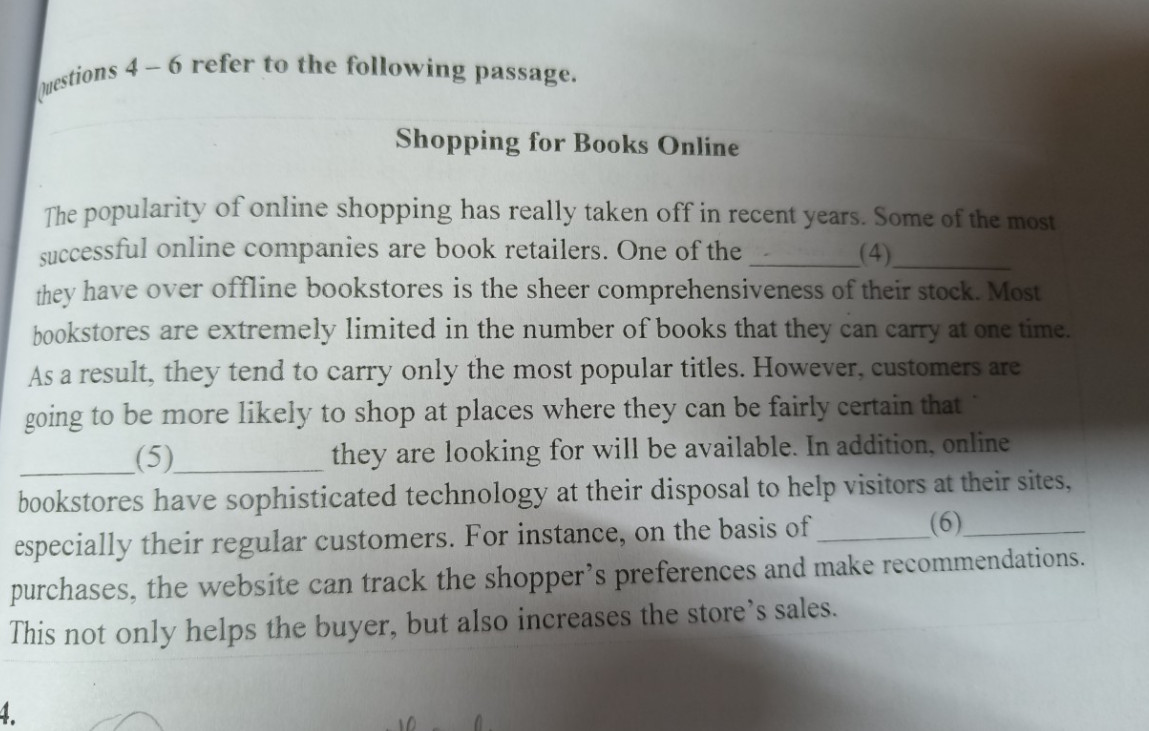 Questions 4 – 6 refer to the following passage.
Shopping for Books Online
The popularity of online shopping has really taken off in recent years. Some of the most
successful online companies are book retailers. One of the ________(4)________
they have over offline bookstores is the sheer comprehensiveness of their stock. Most
bookstores are extremely limited in the number of books that they can carry at one time.
As a result, they tend to carry only the most popular titles. However, customers are
going to be more likely to shop at places where they can be fairly certain that
________(5)__________ they are looking for will be available. In addition, online
bookstores have sophisticated technology at their disposal to help visitors at their sites,
especially their regular customers. For instance, on the basis of ________(6)________
purchases, the website can track the shopper's preferences and make recommendations.
This not only helps the buyer, but also increases the store's sales.
4.